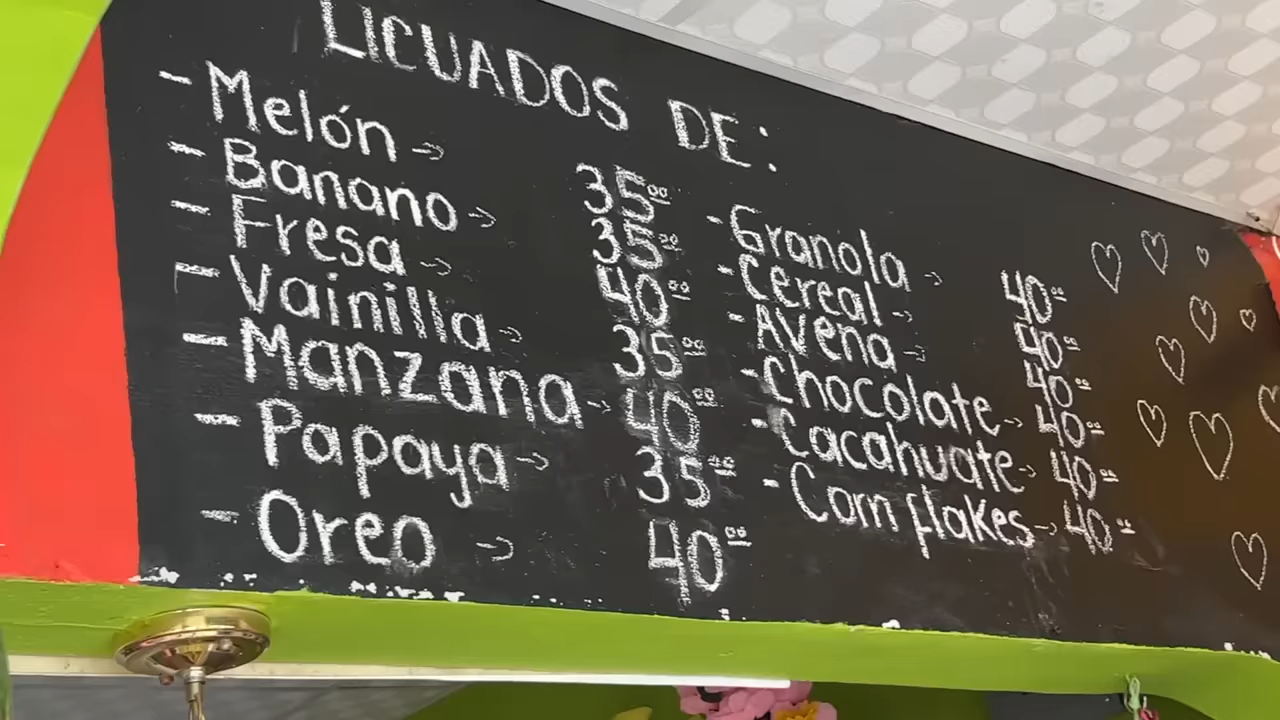 LICUADOS DE:
- Melón → 35⁰⁰
- Banano → 35⁰⁰
- Fresa → 40⁰⁰
- Vainilla → 35⁰⁰
- Manzana → 40⁰⁰
- Papaya → 35⁰⁰
- Oreo → 40⁰⁰
- Granola → 40⁰⁰
- Cereal → 40⁰⁰
- Avena → 40⁰⁰
- Chocolate → 40⁰⁰
- Cacahuate → 40⁰⁰
- Corn flakes → 40⁰⁰